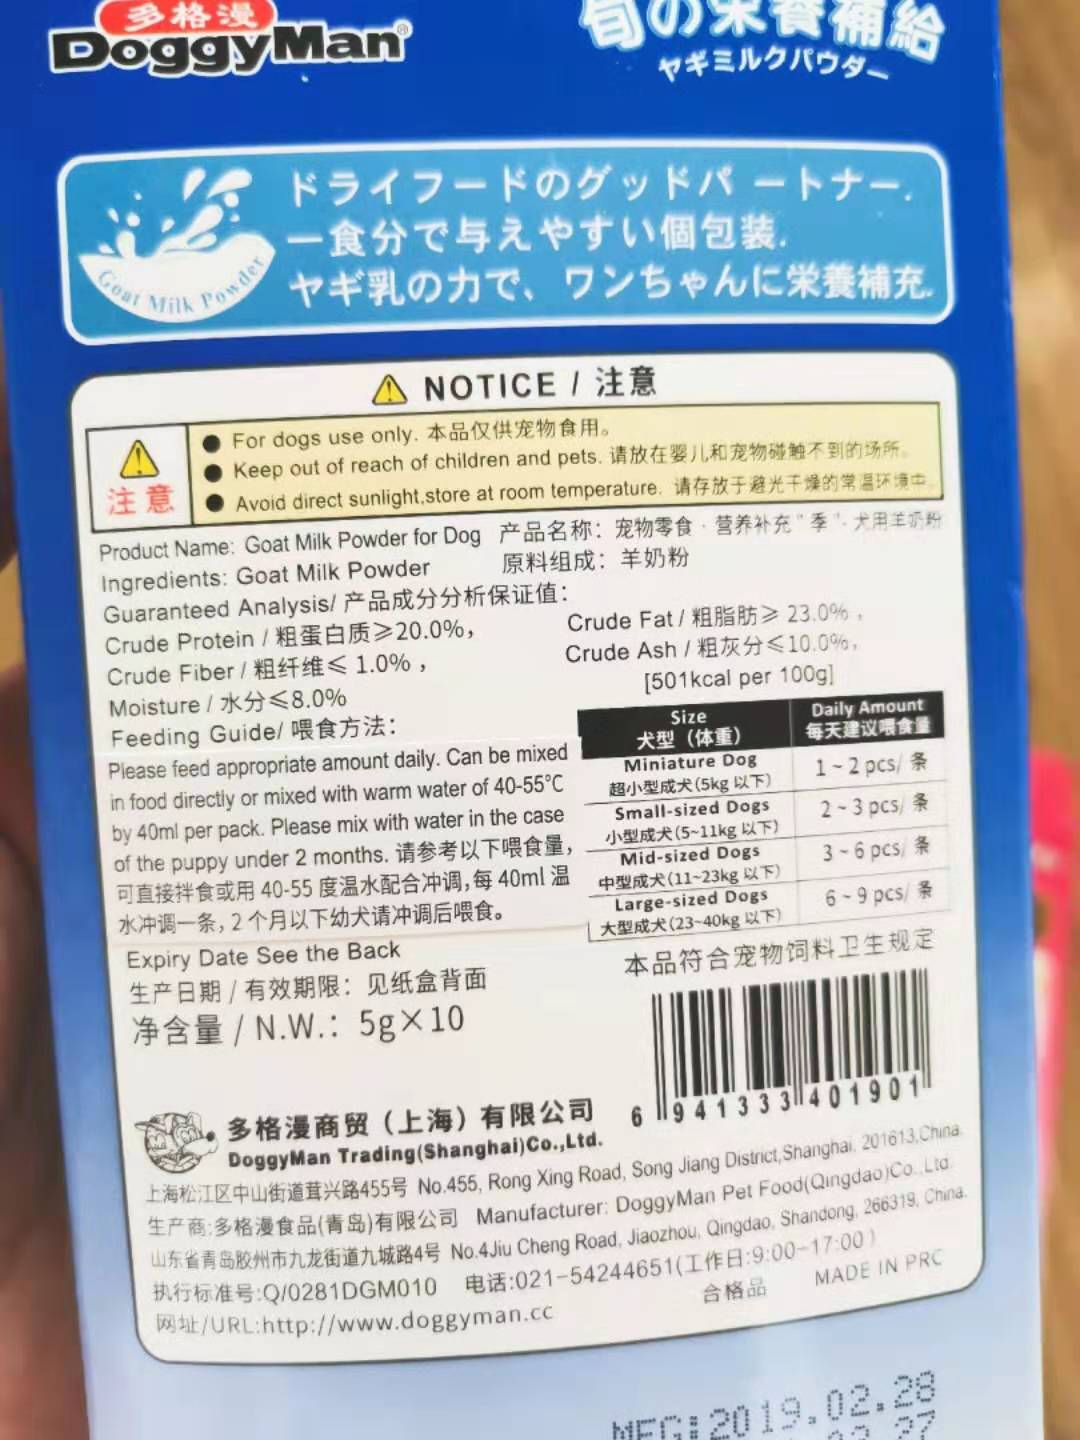 多格漫
DoggyMan®
旬の栄養補給
ヤギミルクパウダー
ドライフードのグッドパートナー.
一食分で与えやすい個包装.
ヤギ乳の力で、ワンちゃんに栄養補充.
Goat Milk Powder
NOTICE / 注意
注意
● For dogs use only. 本品仅供宠物食用。
● Keep out of reach of children and pets. 请放在婴儿和宠物碰触不到的场所。
● Avoid direct sunlight,store at room temperature. 请存放于避光干燥的常温环境中。
Product Name: Goat Milk Powder for Dog 产品名称：宠物零食·营养补充"季"·犬用羊奶粉
Ingredients: Goat Milk Powder 原料组成：羊奶粉
Guaranteed Analysis/ 产品成分分析保证值：
Crude Protein / 粗蛋白质≥20.0%， Crude Fat / 粗脂肪≥ 23.0%，
Crude Fiber / 粗纤维≤ 1.0%， Crude Ash / 粗灰分≤10.0%，
Moisture / 水分≤8.0% [501kcal per 100g]
Feeding Guide/ 喂食方法：
Please feed appropriate amount daily. Can be mixed
in food directly or mixed with warm water of 40-55℃
by 40ml per pack. Please mix with water in the case
of the puppy under 2 months. 请参考以下喂食量，
可直接拌食或用 40-55 度温水配合冲调，每 40ml 温
水冲调一条，2 个月以下幼犬请冲调后喂食。
Size Daily Amount
犬型（体重） 每天建议喂食量
Miniature Dog
超小型成犬(5kg 以下) 1 ~ 2 pcs/ 条
Small-sized Dogs
小型成犬(5~11kg 以下) 2 ~ 3 pcs/ 条
Mid-sized Dogs
中型成犬(11~23kg 以下) 3 ~ 6 pcs/ 条
Large-sized Dogs
大型成犬(23~40kg 以下) 6 ~ 9 pcs/ 条
Expiry Date See the Back
生产日期 / 有效期限：见纸盒背面
净含量 / N.W.：5g×10
本品符合宠物饲料卫生规定
6 941333 401901
多格漫商贸（上海）有限公司
DoggyMan Trading(Shanghai)Co.,Ltd.
上海松江区中山街道茸兴路455号 No.455, Rong Xing Road, Song Jiang District,Shanghai, 201613,China.
生产商:多格漫食品(青岛)有限公司 Manufacturer: DoggyMan Pet Food(Qingdao)Co.,Ltd.
山东省青岛胶州市九龙街道九城路4号 No.4Jiu Cheng Road, Jiaozhou, Qingdao, Shandong, 266319, China.
执行标准号:Q/0281DGM010 电话:021-54244651(工作日:9:00-17:00)
网址/URL:http://www.doggyman.cc 合格品 MADE IN PRC
MFG:2019.02.28